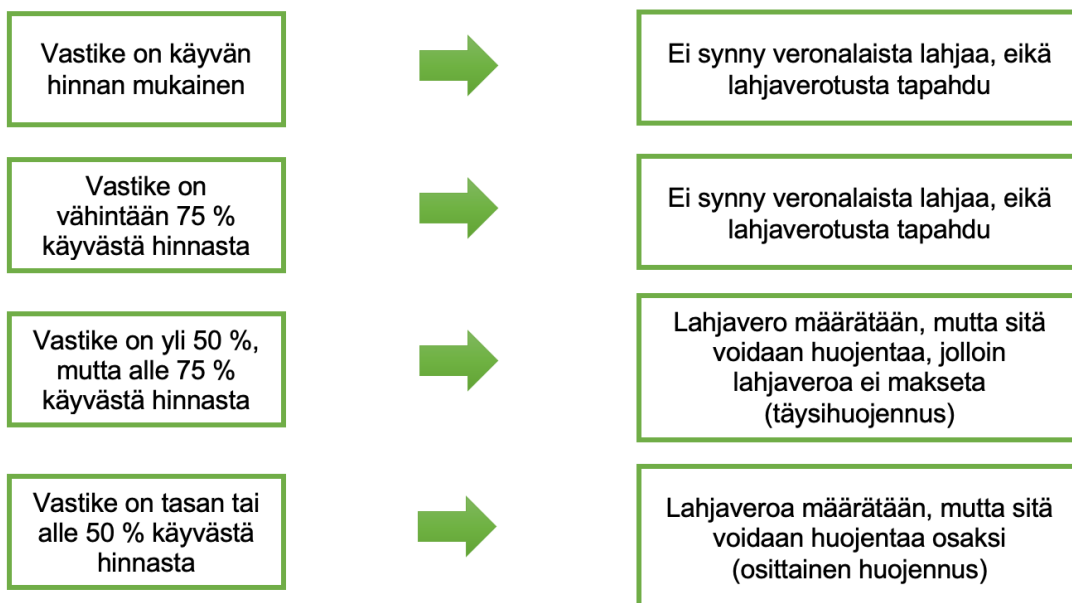 Vastike on käyvän
hinnan mukainen
Ei synny veronalaista lahjaa, eikä
lahjaverotusta tapahdu
Vastike on
vähintään 75 %
käyvästä hinnasta
Ei synny veronalaista lahjaa, eikä
lahjaverotusta tapahdu
Vastike on yli 50 %,
mutta alle 75 %
käyvästä hinnasta
Lahjavero määrätään, mutta sitä
voidaan huojentaa, jolloin
lahjaveroa ei makseta
(täysihuojennus)
Vastike on tasan tai
alle 50 % käyvästä
hinnasta
Lahjaveroa määrätään, mutta sitä
voidaan huojentaa osaksi
(osittainen huojennus)